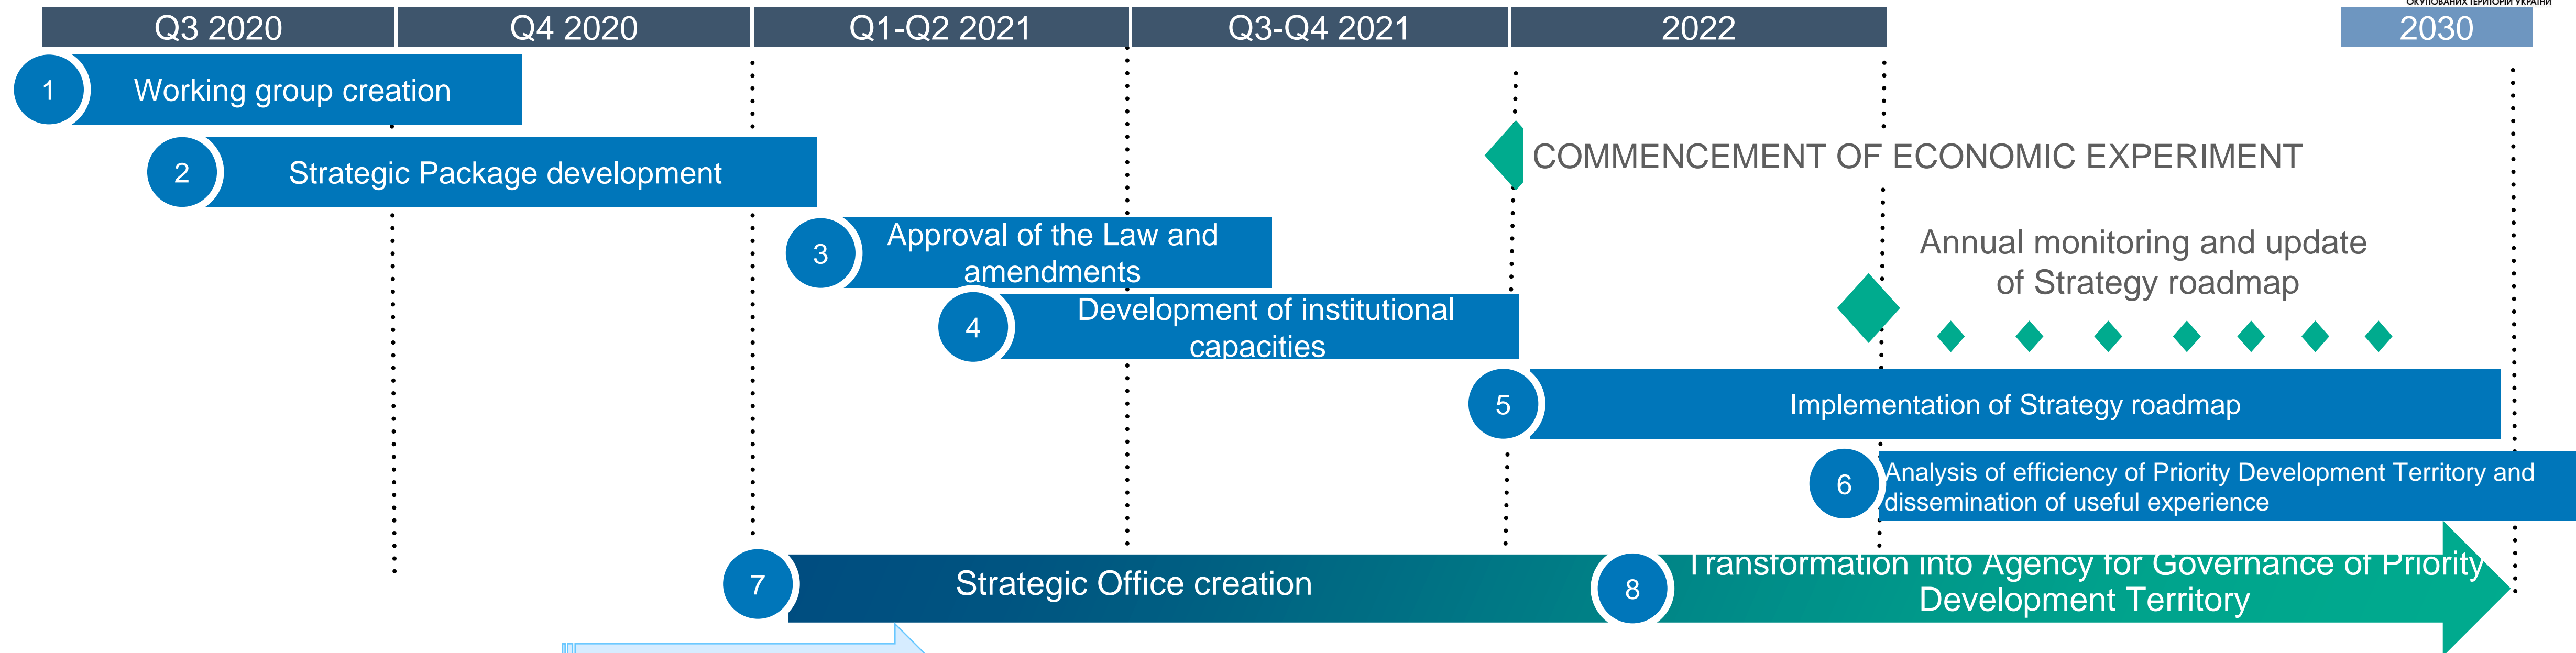 ОКУПОВАНИХ ТЕРИТОРІЙ УКРАЇНИ
Q3 2020
Q4 2020
Q1-Q2 2021
Q3-Q4 2021
2022
2030
1
Working group creation
2
Strategic Package development
COMMENCEMENT OF ECONOMIC EXPERIMENT
3
Approval of the Law and
amendments
Annual monitoring and update
of Strategy roadmap
4
Development of institutional
capacities
5
Implementation of Strategy roadmap
6
Analysis of efficiency of Priority Development Territory and
dissemination of useful experience
7
Strategic Office creation
8
Transformation into Agency for Governance of Priority
Development Territory